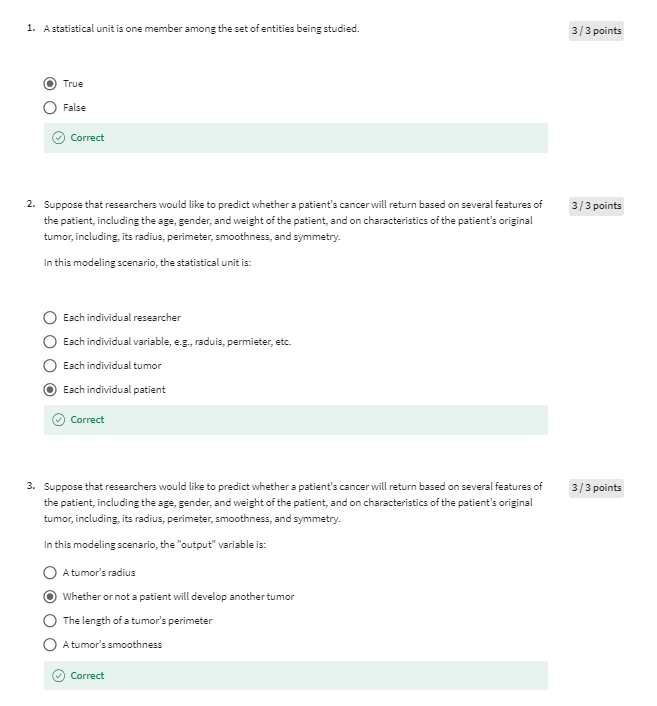 1. A statistical unit is one member among the set of entities being studied.
3 / 3 points
True
False
Correct
2. Suppose that researchers would like to predict whether a patient's cancer will return based on several features of
3 / 3 points
the patient, including the age, gender, and weight of the patient, and on characteristics of the patient's original
tumor, including, its radius, perimeter, smoothness, and symmetry.
In this modeling scenario, the statistical unit is:
Each individual researcher
Each individual variable, e.g., raduis, permieter, etc.
Each individual tumor
Each individual patient
Correct
3. Suppose that researchers would like to predict whether a patient's cancer will return based on several features of
3 / 3 points
the patient, including the age, gender, and weight of the patient, and on characteristics of the patient's original
tumor, including, its radius, perimeter, smoothness, and symmetry.
In this modeling scenario, the "output" variable is:
A tumor's radius
Whether or not a patient will develop another tumor
The length of a tumor's perimeter
A tumor's smoothness
Correct